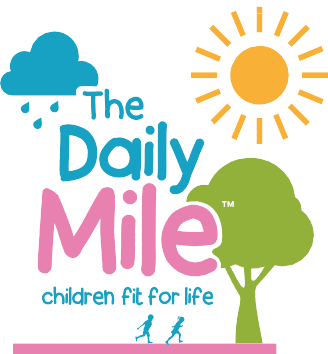 The
Daily
Mile™
children fit for life